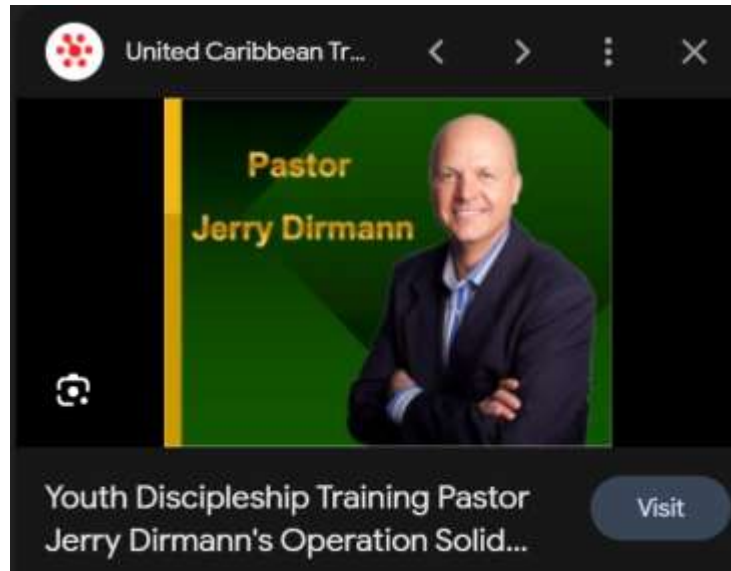 United Caribbean Tr...
Pastor
Jerry Dirmann
Youth Discipleship Training Pastor
Jerry Dirmann's Operation Solid...
Visit